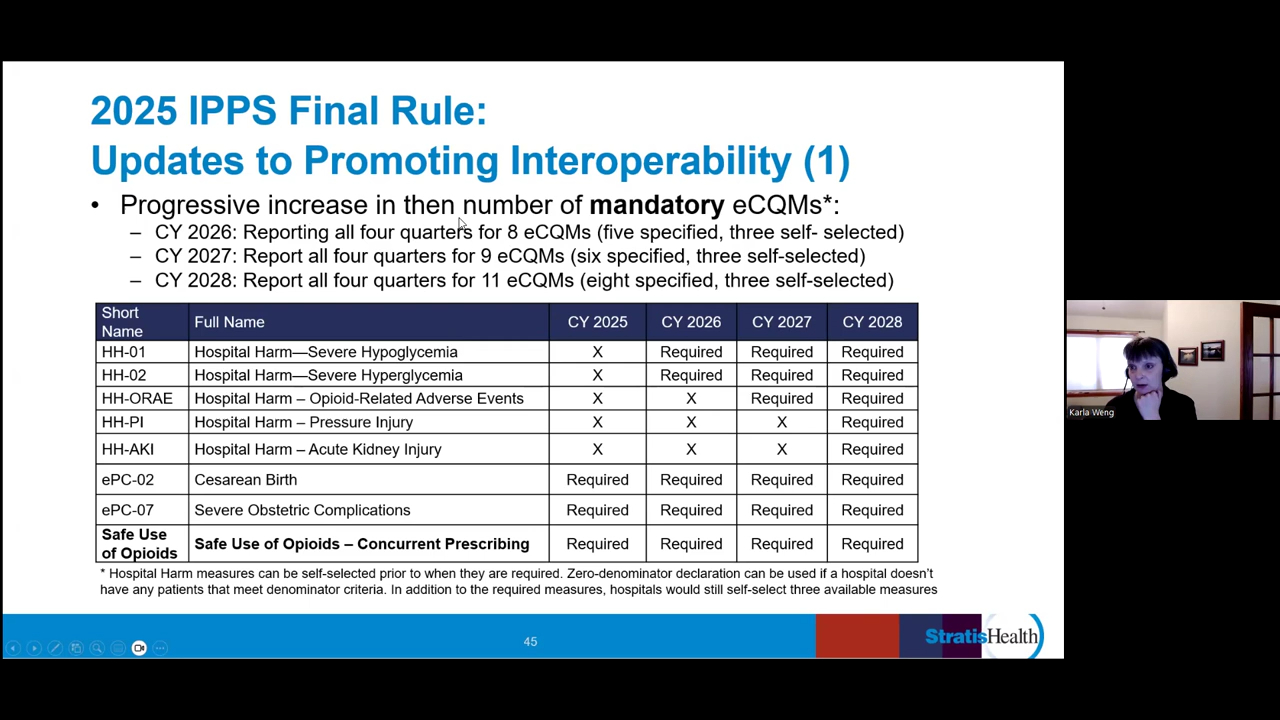 2025 IPPS Final Rule:
Updates to Promoting Interoperability (1)
• Progressive increase in then number of mandatory eCQMs*:
– CY 2026: Reporting all four quarters for 8 eCQMs (five specified, three self- selected)
– CY 2027: Report all four quarters for 9 eCQMs (six specified, three self-selected)
– CY 2028: Report all four quarters for 11 eCQMs (eight specified, three self-selected)
Short Name Full Name CY 2025 CY 2026 CY 2027 CY 2028
HH-01 Hospital Harm—Severe Hypoglycemia X Required Required Required
HH-02 Hospital Harm—Severe Hyperglycemia X Required Required Required
HH-ORAE Hospital Harm – Opioid-Related Adverse Events X X Required Required
HH-PI Hospital Harm – Pressure Injury X X X Required
HH-AKI Hospital Harm – Acute Kidney Injury X X X Required
ePC-02 Cesarean Birth Required Required Required Required
ePC-07 Severe Obstetric Complications Required Required Required Required
Safe Use of Opioids Safe Use of Opioids – Concurrent Prescribing Required Required Required Required
* Hospital Harm measures can be self-selected prior to when they are required. Zero-denominator declaration can be used if a hospital doesn’t
have any patients that meet denominator criteria. In addition to the required measures, hospitals would still self-select three available measures
45
StratisHealth
Karla Weng